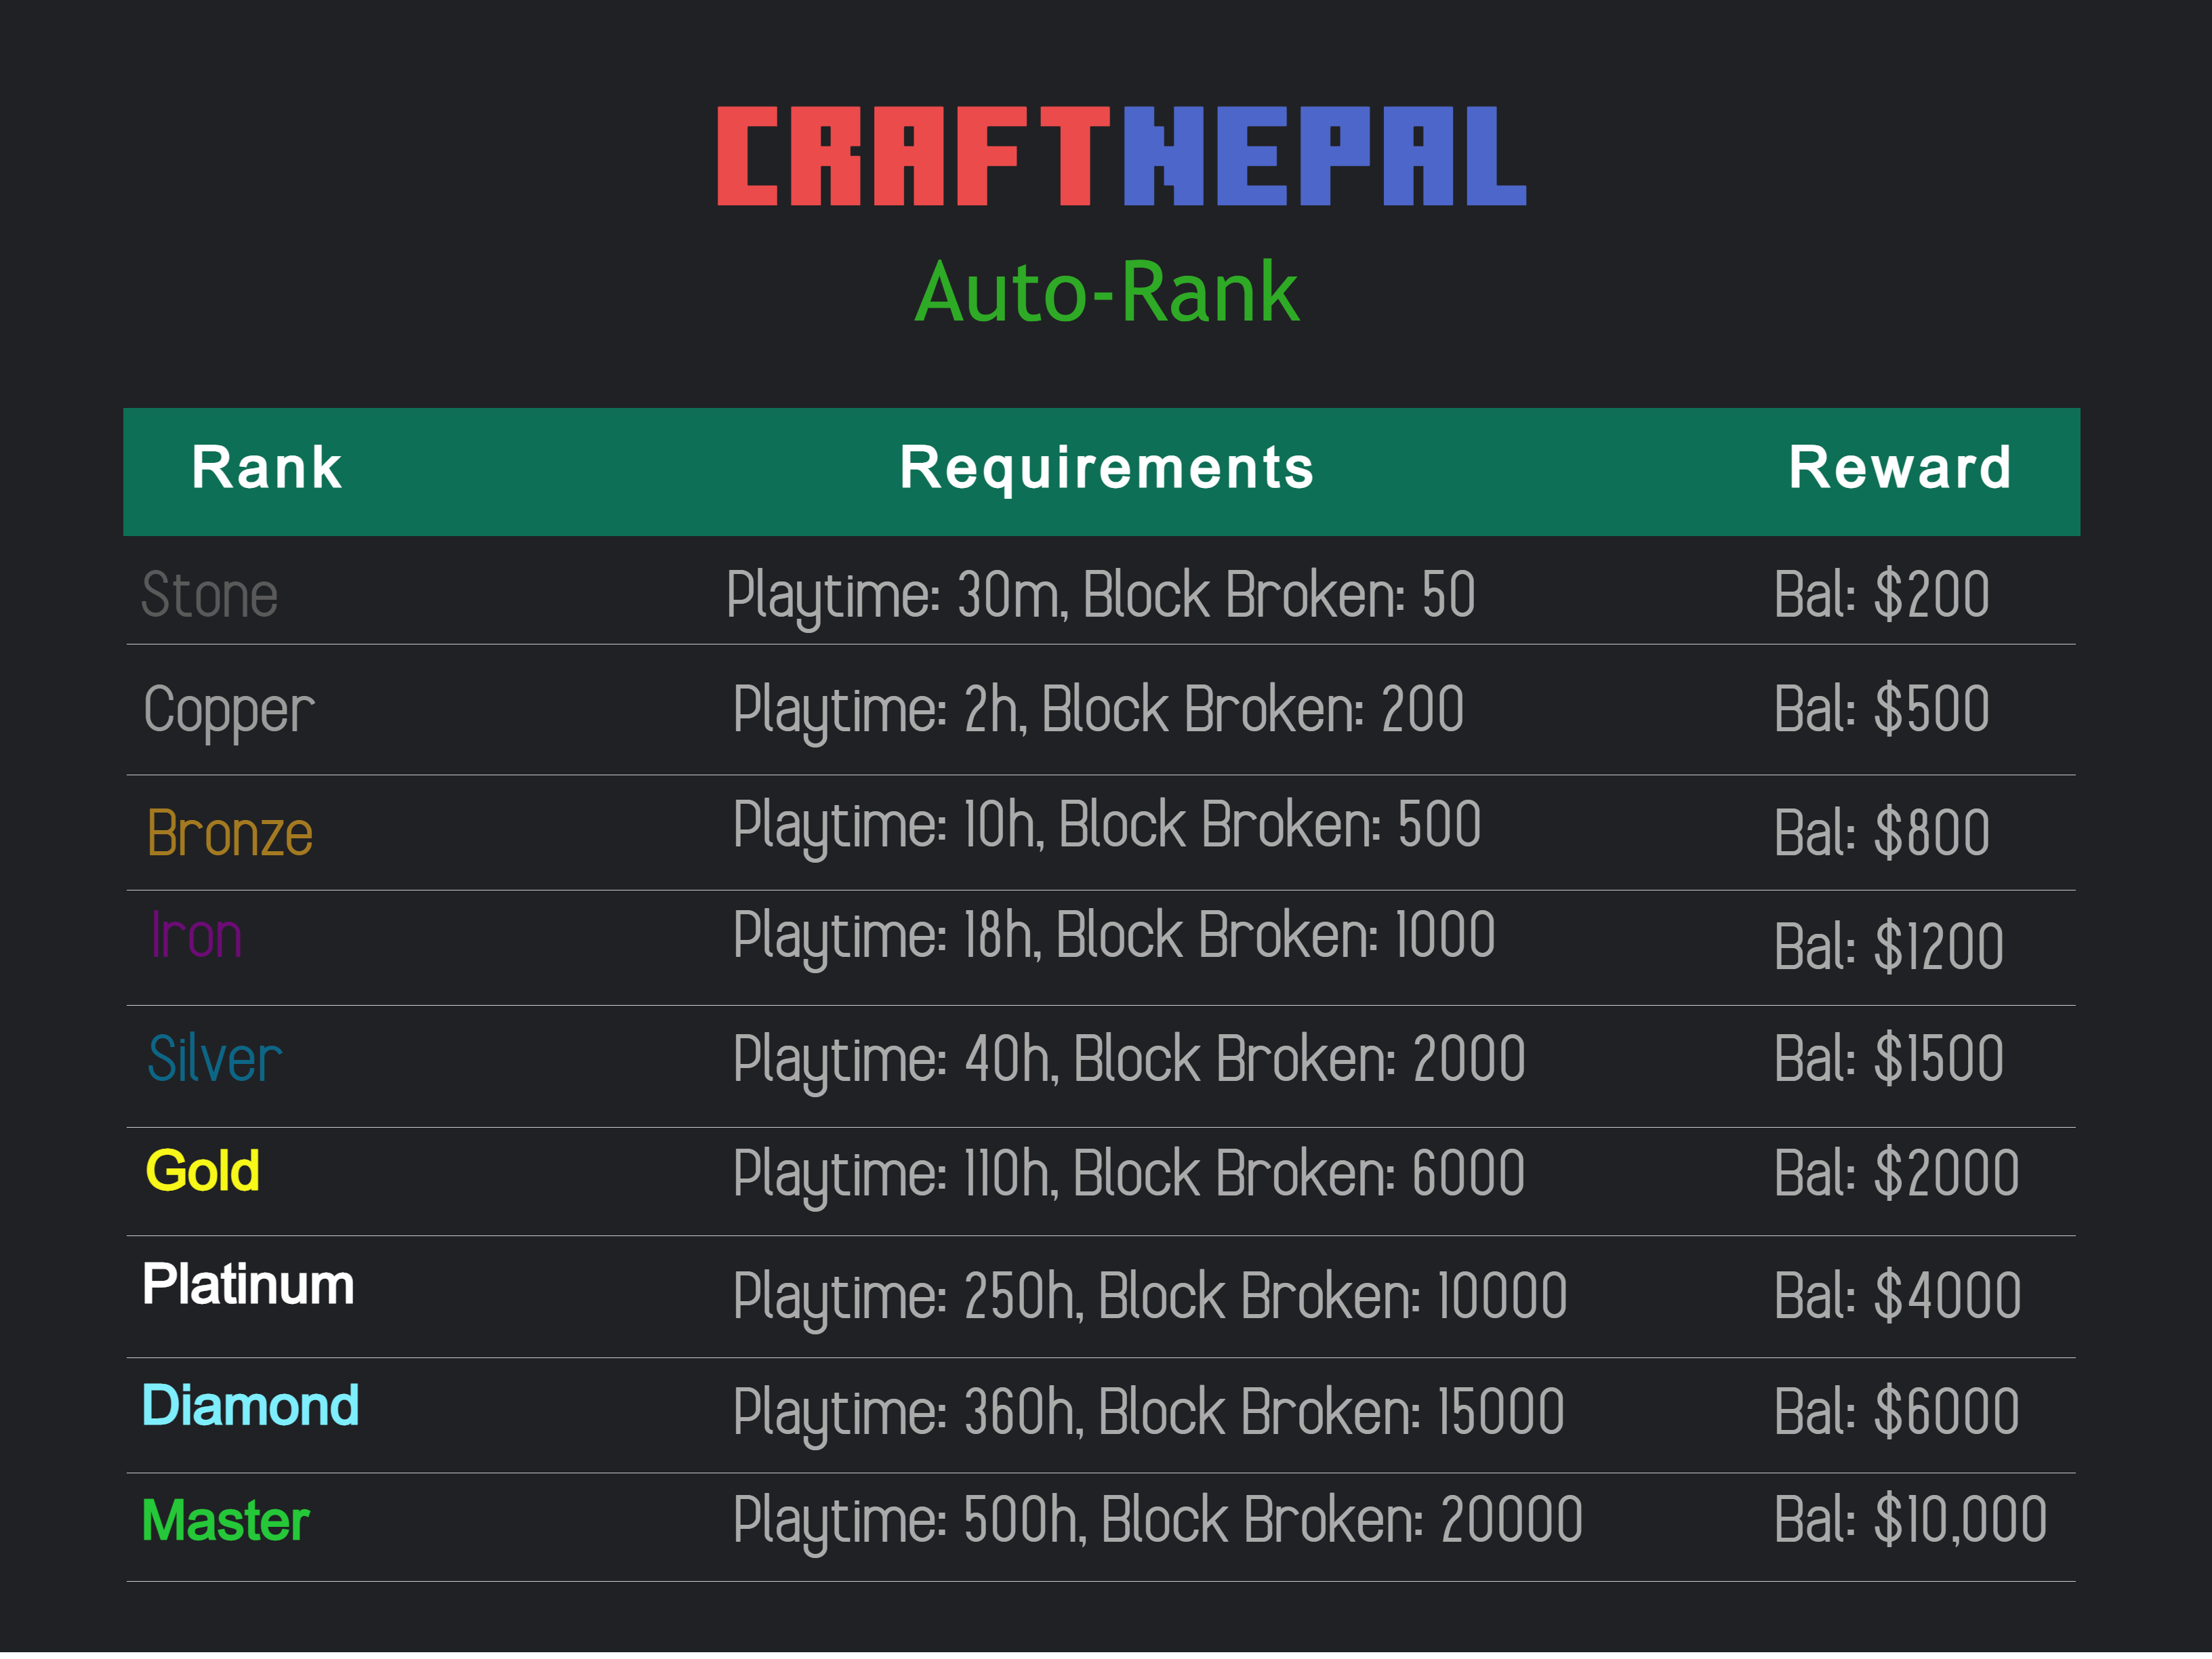 CRAFTNEPAL
Auto-Rank
Rank Requirements Reward
Stone Playtime: 30m, Block Broken: 50 Bal: $200
Copper Playtime: 2h, Block Broken: 200 Bal: $500
Bronze Playtime: 10h, Block Broken: 500 Bal: $800
Iron Playtime: 18h, Block Broken: 1000 Bal: $1200
Silver Playtime: 40h, Block Broken: 2000 Bal: $1500
Gold Playtime: 110h, Block Broken: 6000 Bal: $2000
Platinum Playtime: 250h, Block Broken: 10000 Bal: $4000
Diamond Playtime: 360h, Block Broken: 15000 Bal: $6000
Master Playtime: 500h, Block Broken: 20000 Bal: $10,000